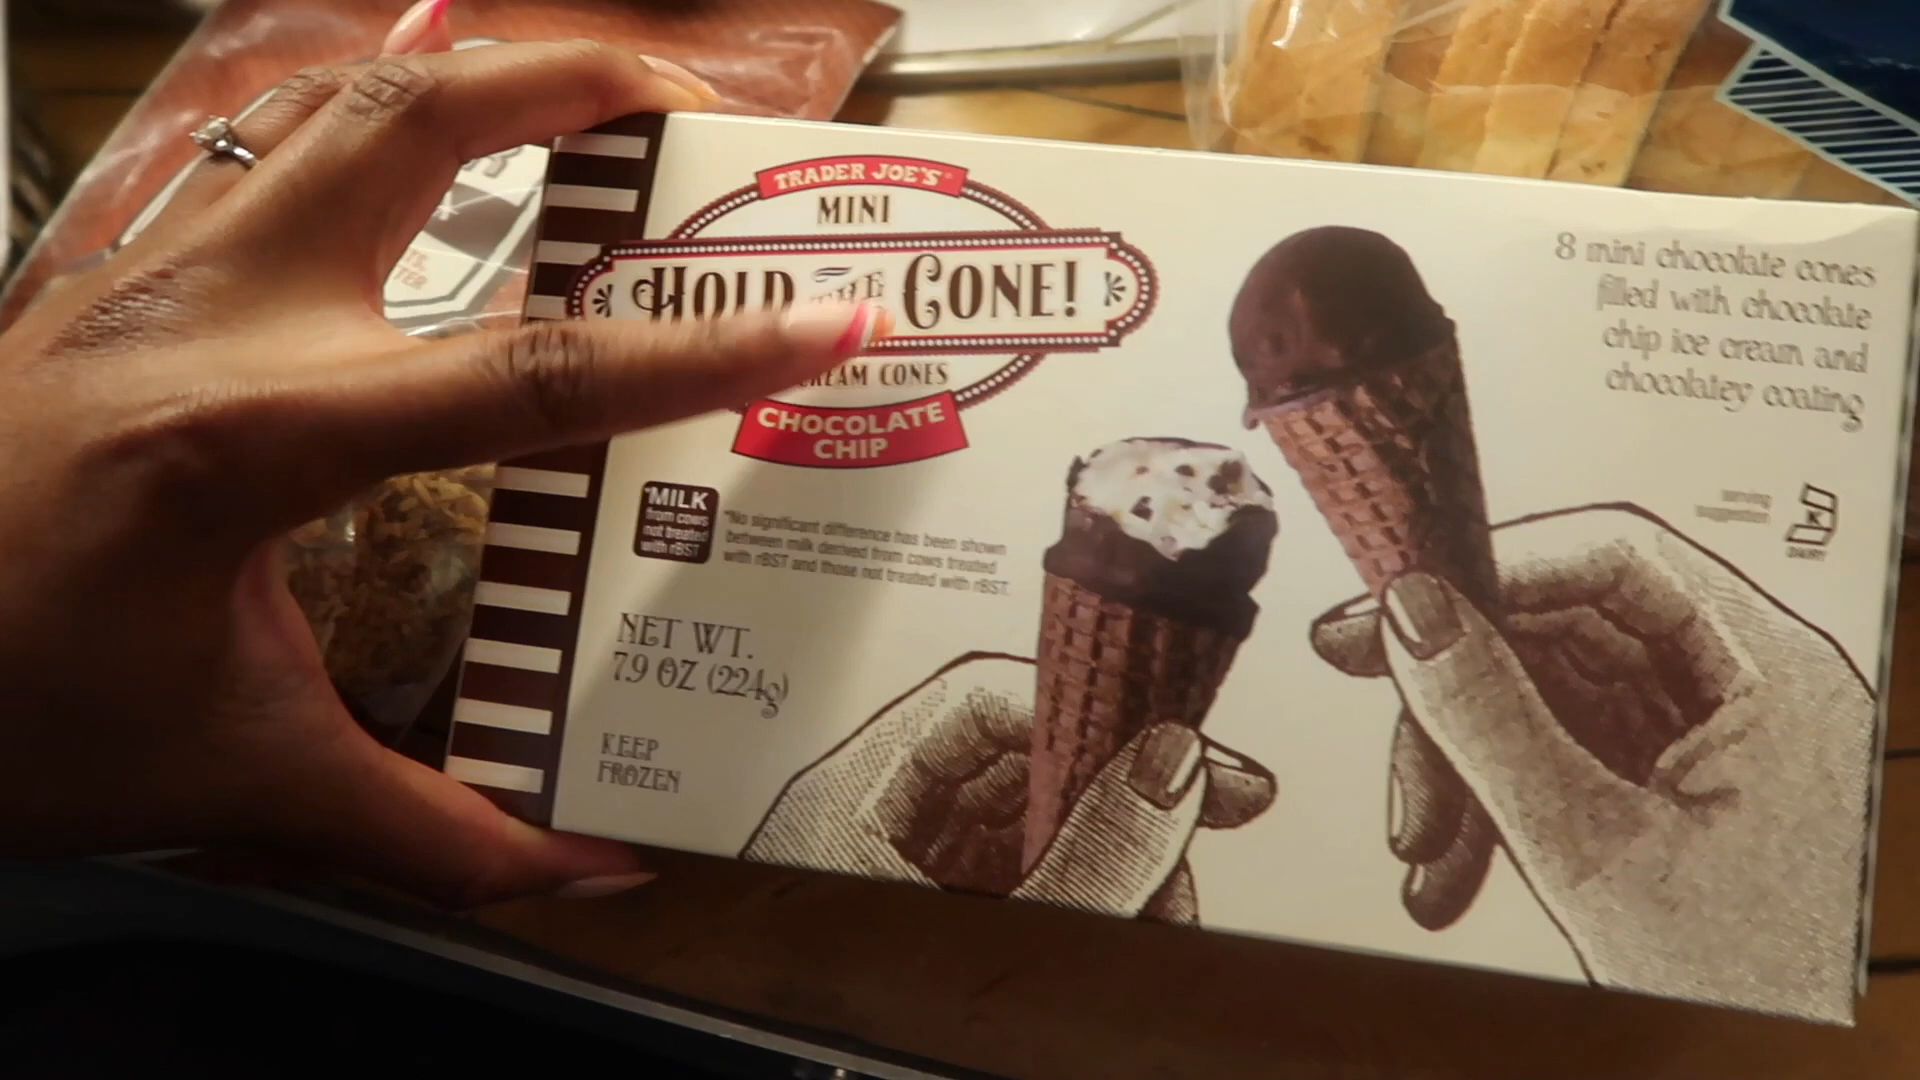 TRADER JOE'S
MINI
HOLD THE CONE!
CREAM CONES
CHOCOLATE
CHIP
8 mini chocolate cones
filled with chocolate
chip ice cream and
chocolatey coating
serving
suggestion
DAIRY
*MILK
from cows
not treated
with rBST
*No significant difference has been shown
between milk derived from cows treated
with rBST and those not treated with rBST.
NET WT.
7.9 OZ (224g)
KEEP
FROZEN